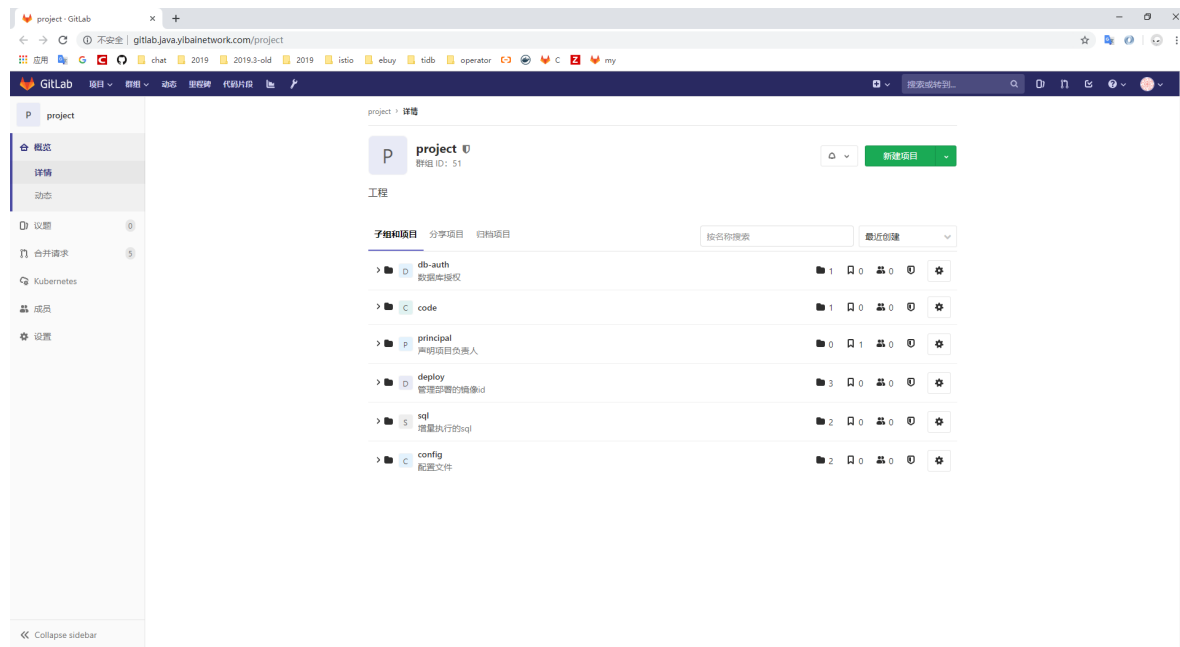 project · GitLab
不安全 | gitlab.java.yibainetwork.com/project
应用 G C chat 2019 2019.3-old 2019 istio ebuy tidb operator C Z my
GitLab 项目 群组 动态 里程碑 代码片段 搜索或转到...
P project
project > 详情
概览
详情
动态
议题 0
合并请求 5
Kubernetes
成员
设置
Collapse sidebar
P project
群组 ID: 51
新建项目
工程
子组和项目 分享项目 归档项目 按名称搜索 最近创建
D db-auth 1 0 0
数据库授权
C code 1 0 0
P principal 0 1 0
声明项目负责人
D deploy 3 0 0
管理部署的镜像id
S sql 2 0 0
增量执行的sql
C config 2 0 0
配置文件